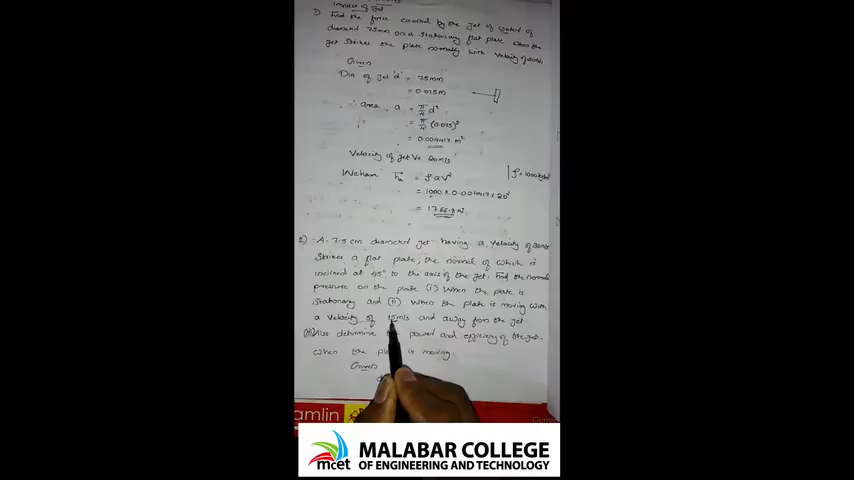 Impact of Jet
1) Find the force exerted by the jet of water of
diameter 75mm on a stationary flat plate when the
jet strikes the plate normally with velocity of 20m/s
Given
Dia of jet 'd' = 75mm
= 0.075m
∴ area a = π/4 d²
= π/4 (0.075)²
= 0.004417 m²
Velocity of jet V = 20m/s
We know Fx = ρaV²
ρ = 1000 kg/m³
= 1000 × 0.004417 × 20²
= 1766.8 N
2) A 7.5 cm diameter jet having a velocity of 30m/s
strikes a flat plate, the normal of which is
inclined at 45° to the axis of the jet. Find the normal
pressure on the plate (i) When the plate is
stationary and (ii) When the plate is moving with
a velocity of 15m/s and away from the jet.
(iii) Also determine the power and efficiency of the jet
when the is moving.
Given
amlin
mcet
MALABAR COLLEGE
OF ENGINEERING AND TECHNOLOGY